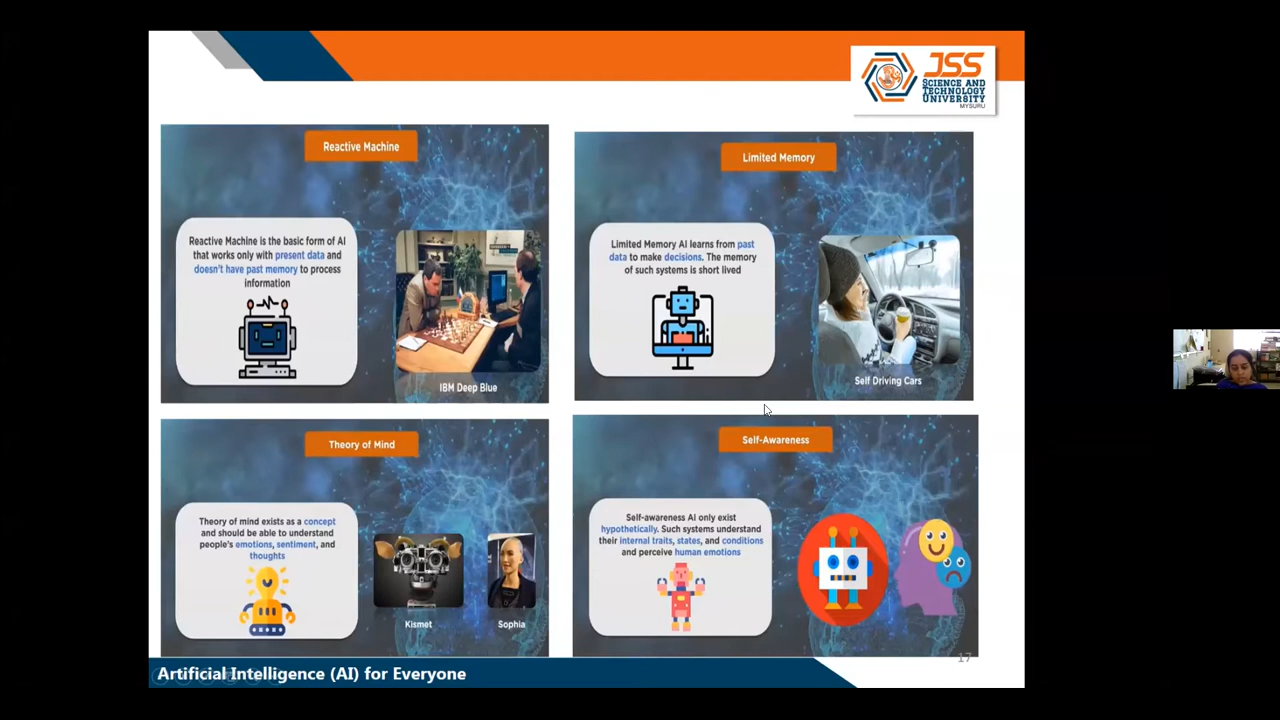 JSS
SCIENCE AND
TECHNOLOGY
UNIVERSITY
MYSURU
Reactive Machine
Reactive Machine is the basic form of AI
that works only with present data and
doesn't have past memory to process
information
IBM Deep Blue
Limited Memory
Limited Memory AI learns from past
data to make decisions. The memory
of such systems is short lived
Self Driving Cars
Theory of Mind
Theory of mind exists as a concept
and should be able to understand
people's emotions, sentiment, and
thoughts
Kismet
Sophia
Self-Awareness
Self-awareness AI only exist
hypothetically. Such systems understand
their internal traits, states, and conditions
and perceive human emotions
17
Artificial Intelligence (AI) for Everyone